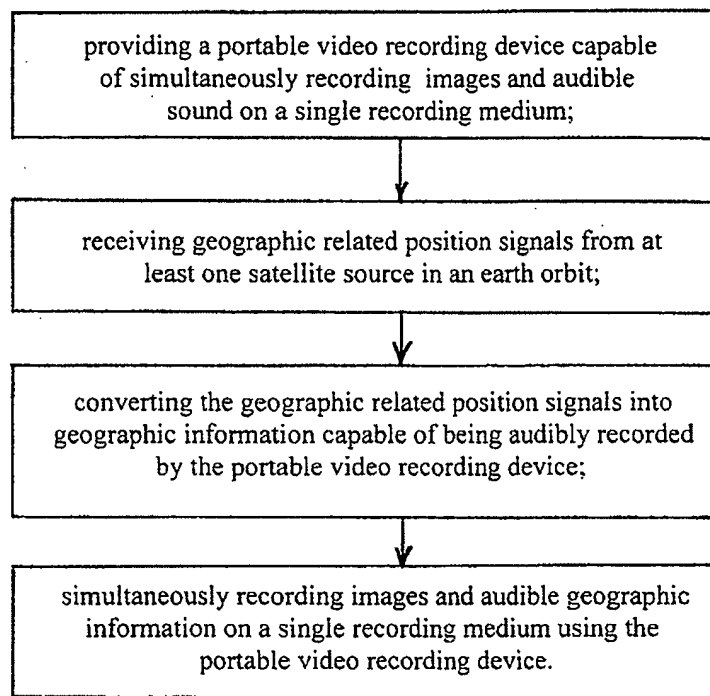 providing a portable video recording device capable
of simultaneously recording images and audible
sound on a single recording medium;
receiving geographic related position signals from at
least one satellite source in an earth orbit;
converting the geographic related position signals into
geographic information capable of being audibly recorded
by the portable video recording device;
simultaneously recording images and audible geographic
information on a single recording medium using the
portable video recording device.